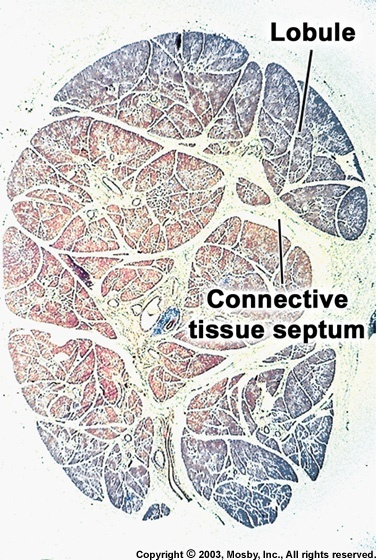 Lobule
Connective
tissue septum
Copyright © 2003, Mosby, Inc., All rights reserved.